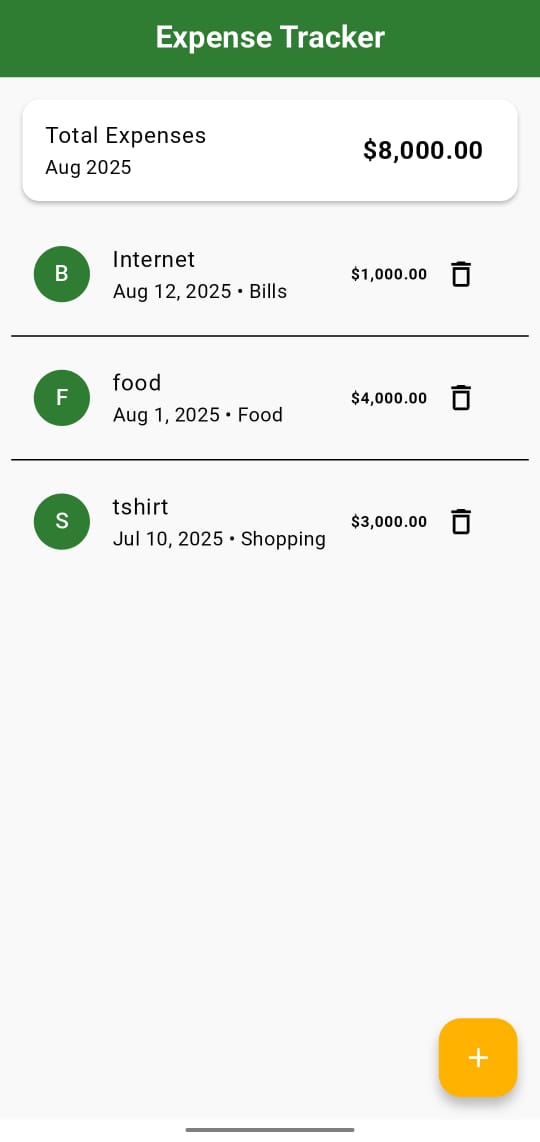 Expense Tracker
Total Expenses
Aug 2025
$8,000.00
B
Internet
Aug 12, 2025 • Bills
$1,000.00
F
food
Aug 1, 2025 • Food
$4,000.00
S
tshirt
Jul 10, 2025 • Shopping
$3,000.00
+